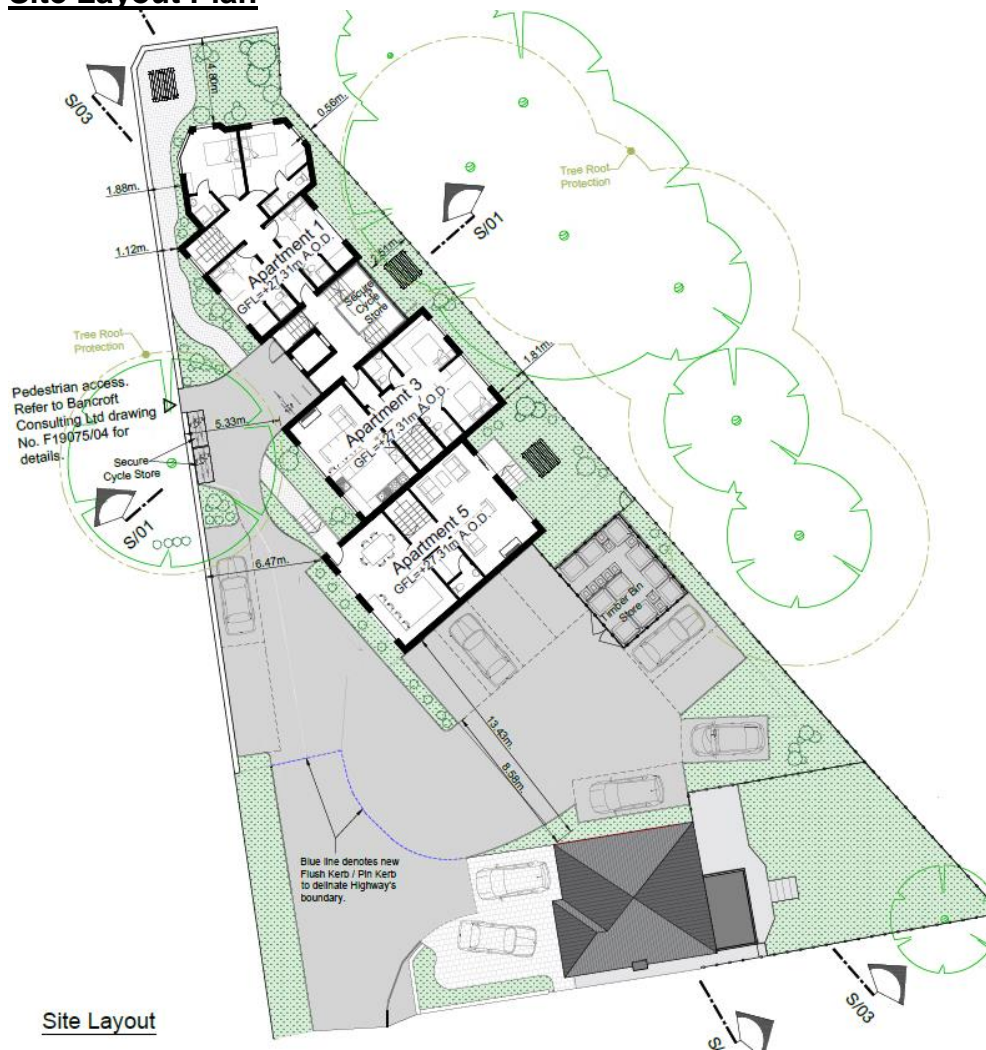 Site Layout Plan
S/03
4.80m.
0.56m.
1.88m.
Tree Root
Protection
S/01
1.12m.
Apartment 1
GFL=+27.31m A.O.D.
Secure
Cycle
Store
Tree Root
Protection
1.81m.
Pedestrian access.
Refer to Bancroft
Consulting Ltd drawing
No. F19075/04 for
details.
5.33m.
Apartment 3
GFL=+27.31m A.O.D.
Secure
Cycle Store
S/01
Apartment 5
GFL=+27.31m A.O.D.
6.47m.
Timber Bin
Store
13.43m.
8.58m.
Blue line denotes new
Flush Kerb / Pin Kerb
to delinate Highway's
boundary.
S/03
Site Layout